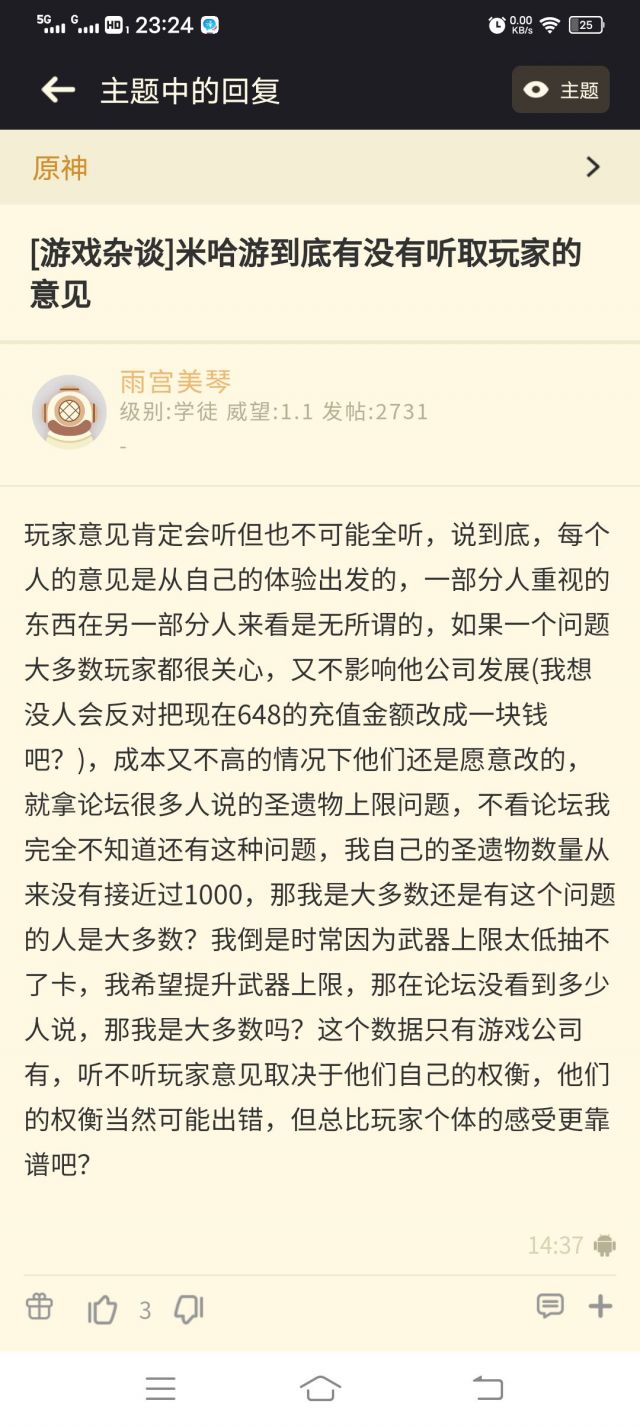 5G G HD 1 23:24 0.00 KB/s 25
主题中的回复 主题
原神
[游戏杂谈]米哈游到底有没有听取玩家的
意见
雨宫美琴
级别:学徒 威望:1.1 发帖:2731
-
玩家意见肯定会听但也不可能全听，说到底，每个
人的意见是从自己的体验出发的，一部分人重视的
东西在另一部分人来看是无所谓的，如果一个问题
大多数玩家都很关心，又不影响他公司发展(我想
没人会反对把现在648的充值金额改成一块钱
吧？)，成本又不高的情况下他们还是愿意改的，
就拿论坛很多人说的圣遗物上限问题，不看论坛我
完全不知道还有这种问题，我自己的圣遗物数量从
来没有接近过1000，那我是大多数还是有这个问题
的人是大多数？我倒是时常因为武器上限太低抽不
了卡，我希望提升武器上限，那在论坛没看到多少
人说，那我是大多数吗？这个数据只有游戏公司
有，听不听玩家意见取决于他们自己的权衡，他们
的权衡当然可能出错，但总比玩家个体的感受更靠
谱吧？
14:37
3